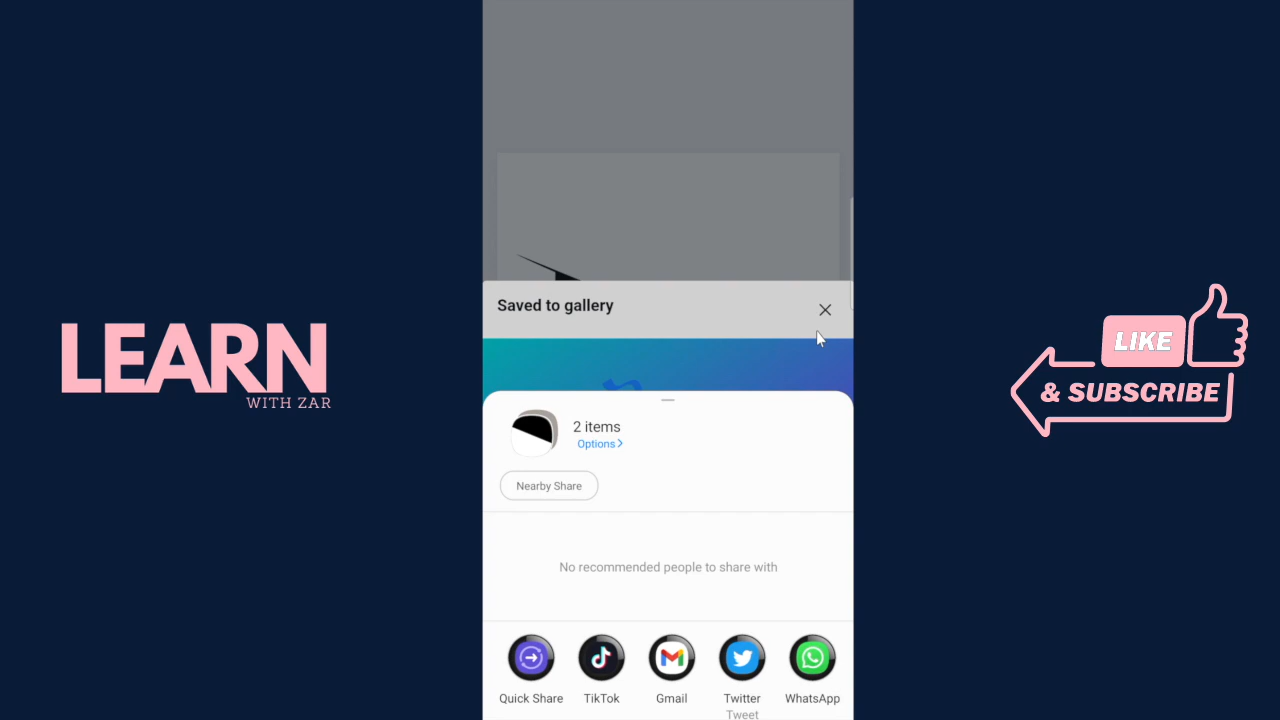 Saved to gallery
2 items
Options
Nearby Share
No recommended people to share with
Quick Share
TikTok
Gmail
Twitter
WhatsApp
Tweet
LEARN
WITH ZAR
LIKE
& SUBSCRIBE